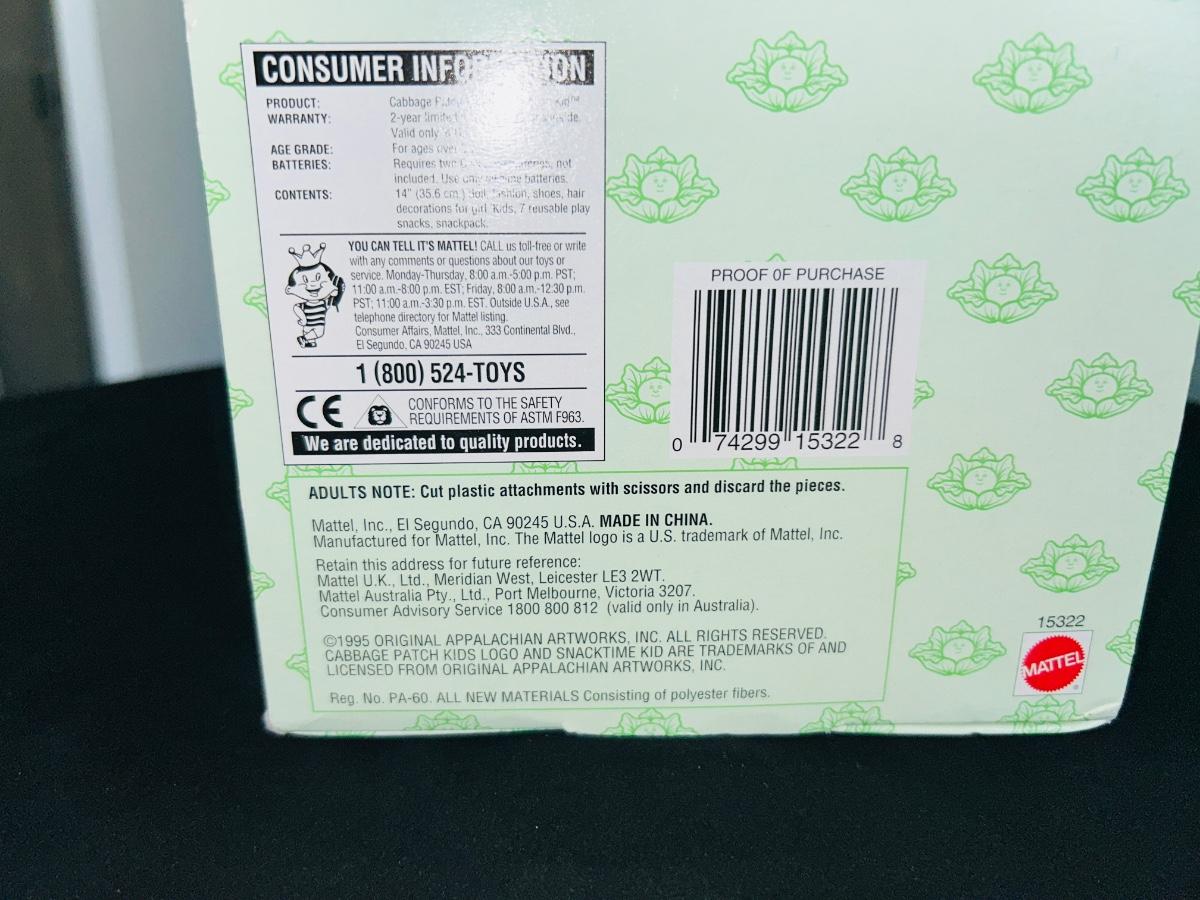 CONSUMER INFO ON
PRODUCT: Cabbage
WARRANTY: 2-year
Valid only
AGE GRADE: For ages
BATTERIES: Requires two not
included. Use batteries.
CONTENTS: 14" (35.6 cm.) shoes, hair
decorations for girl 'Kids, 7 reusable play
snacks, snackpack.
YOU CAN TELL IT'S MATTEL! CALL us toll-free or write
with any comments or questions about our toys or
service. Monday-Thursday, 8:00 a.m.-5:00 p.m. PST;
11:00 a.m.-8:00 p.m. EST; Friday, 8:00 a.m.-12:30 p.m.
PST; 11:00 a.m.-3:30 p.m. EST. Outside U.S.A., see
telephone directory for Mattel listing.
Consumer Affairs, Mattel, Inc., 333 Continental Blvd.,
El Segundo, CA 90245 USA
1 (800) 524-TOYS
CE CONFORMS TO THE SAFETY
REQUIREMENTS OF ASTM F963.
We are dedicated to quality products.
PROOF OF PURCHASE
0 74299 15322 8
ADULTS NOTE: Cut plastic attachments with scissors and discard the pieces.
Mattel, Inc., El Segundo, CA 90245 U.S.A. MADE IN CHINA.
Manufactured for Mattel, Inc. The Mattel logo is a U.S. trademark of Mattel, Inc.
Retain this address for future reference:
Mattel U.K., Ltd., Meridian West, Leicester LE3 2WT.
Mattel Australia Pty., Ltd., Port Melbourne, Victoria 3207.
Consumer Advisory Service 1800 800 812 (valid only in Australia).
©1995 ORIGINAL APPALACHIAN ARTWORKS, INC. ALL RIGHTS RESERVED.
CABBAGE PATCH KIDS LOGO AND SNACKTIME KID ARE TRADEMARKS OF AND
LICENSED FROM ORIGINAL APPALACHIAN ARTWORKS, INC.
Reg. No. PA-60. ALL NEW MATERIALS Consisting of polyester fibers.
15322
MATTEL
®